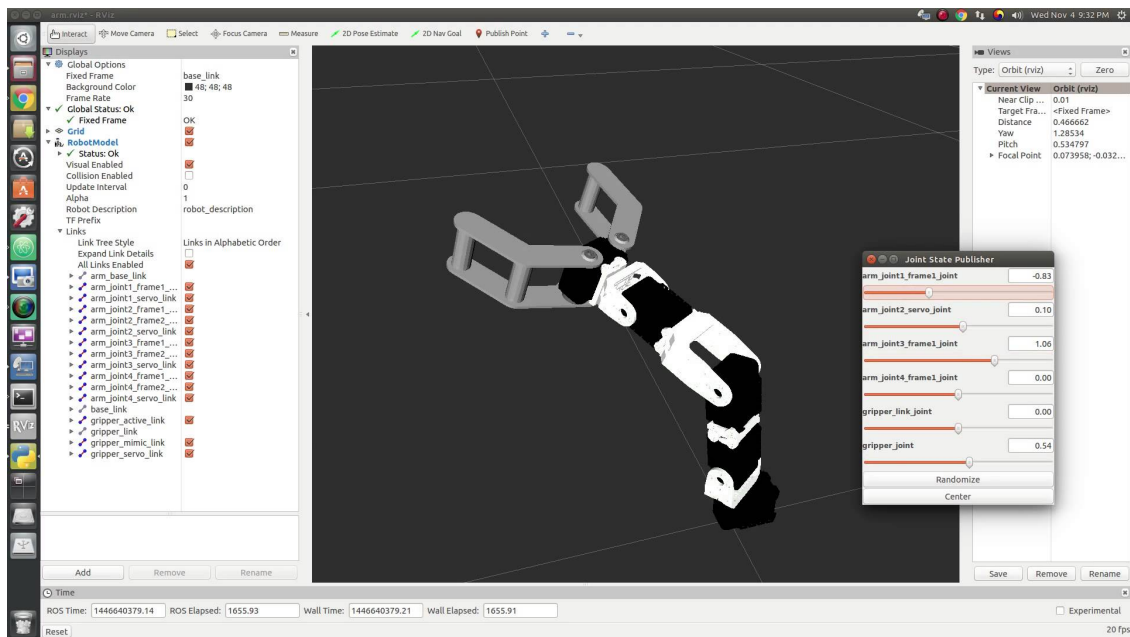 arm.rviz* - RViz
Wed Nov 4 9:32 PM
Interact Move Camera Select Focus Camera Measure 2D Pose Estimate 2D Nav Goal Publish Point
Displays
Global Options
Fixed Frame base_link
Background Color 48; 48; 48
Frame Rate 30
Global Status: Ok
Fixed Frame OK
Grid
RobotModel
Status: Ok
Visual Enabled
Collision Enabled
Update Interval 0
Alpha 1
Robot Description robot_description
TF Prefix
Links
Link Tree Style Links in Alphabetic Order
Expand Link Details
All Links Enabled
arm_base_link
arm_joint1_frame1_...
arm_joint1_servo_link
arm_joint2_frame1_...
arm_joint2_frame2_...
arm_joint2_servo_link
arm_joint3_frame1_...
arm_joint3_frame2_...
arm_joint3_servo_link
arm_joint4_frame1_...
arm_joint4_frame2_...
arm_joint4_servo_link
base_link
gripper_active_link
gripper_link
gripper_mimic_link
gripper_servo_link
Add Remove Rename
Views
Type: Orbit (rviz) Zero
Current View Orbit (rviz)
Near Clip ... 0.01
Target Fra... <Fixed Frame>
Distance 0.466662
Yaw 1.28534
Pitch 0.534797
Focal Point 0.073958; -0.032...
Joint State Publisher
arm_joint1_frame1_joint -0.83
arm_joint2_servo_joint 0.10
arm_joint3_frame1_joint 1.06
arm_joint4_frame1_joint 0.00
gripper_link_joint 0.00
gripper_joint 0.54
Randomize
Center
Save Remove Rename
Time
ROS Time: 1446640379.14 ROS Elapsed: 1655.93 Wall Time: 1446640379.21 Wall Elapsed: 1655.91 Experimental
Reset 20 fps
RViz